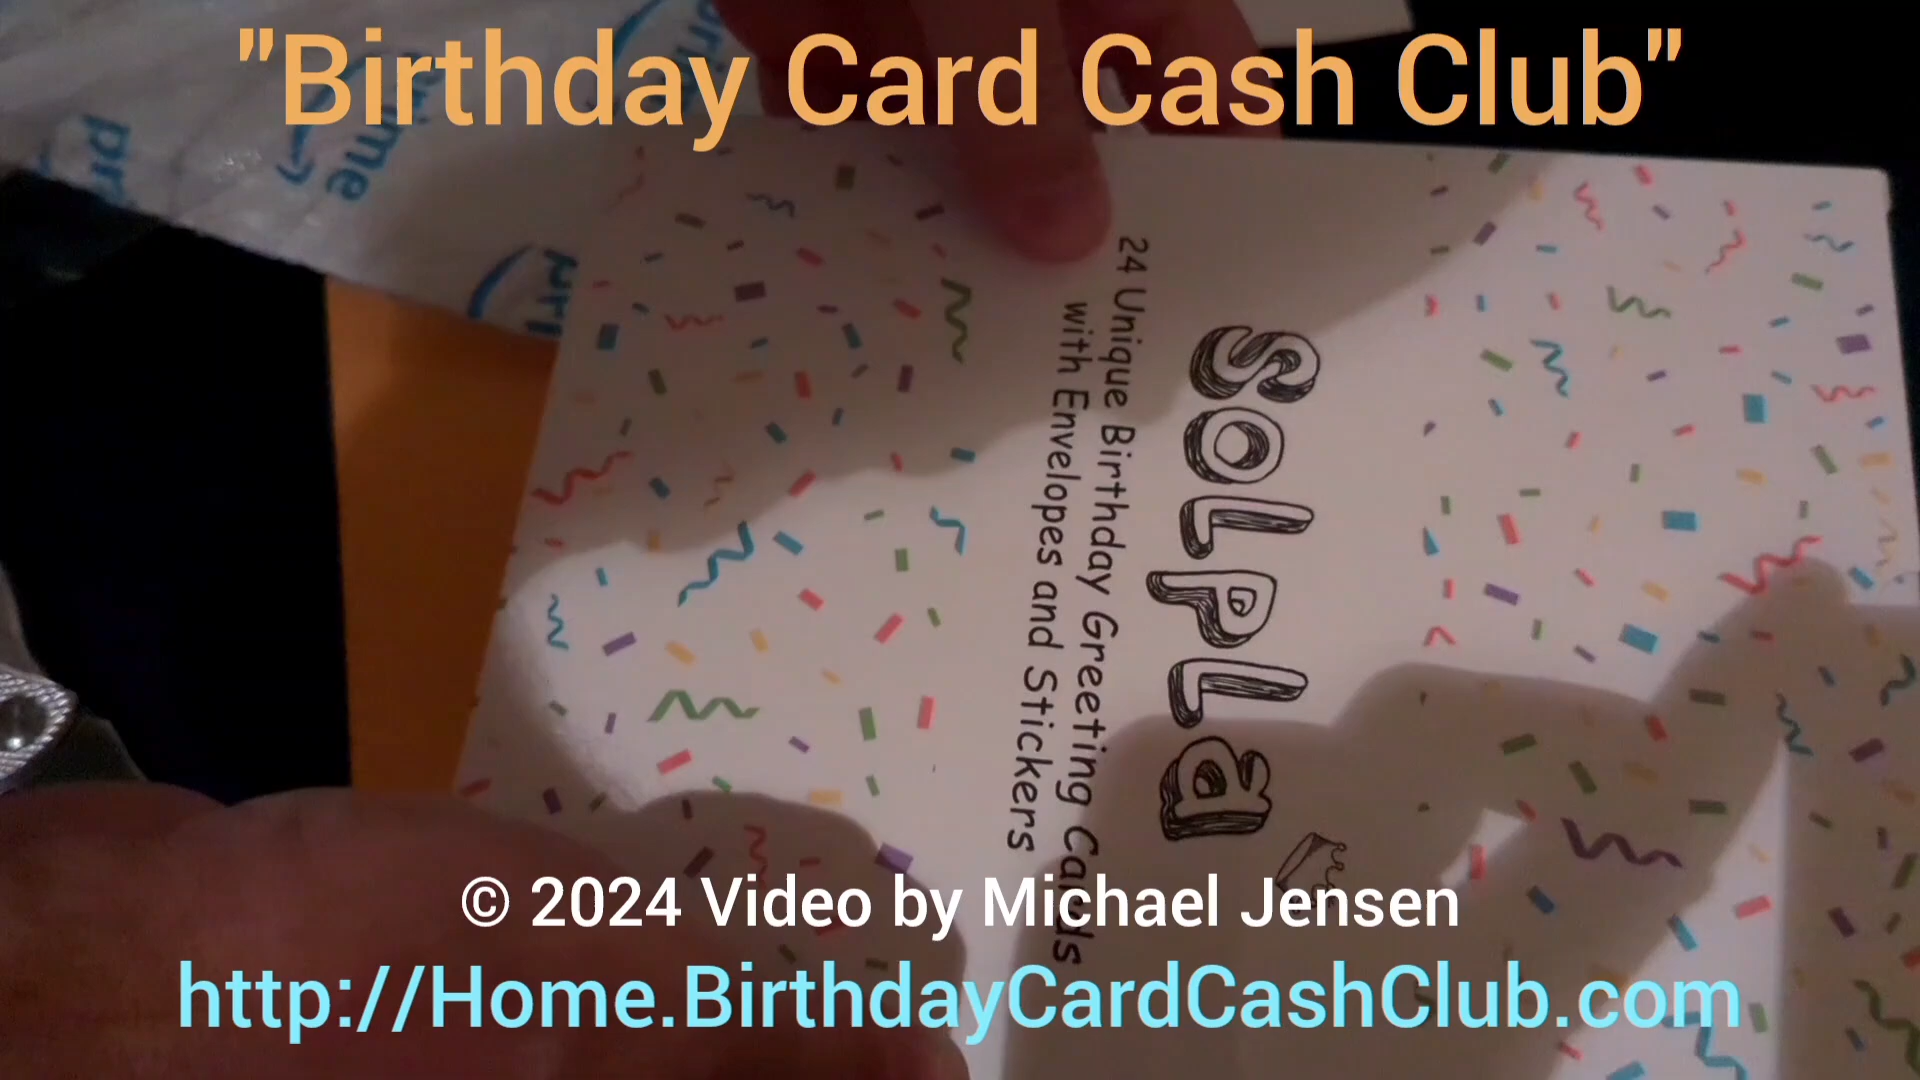 "Birthday Card Cash Club"
prime
24 Unique Birthday Greeting Cards
with Envelopes and Stickers
SOLPLa
© 2024 Video by Michael Jensen
http://Home.BirthdayCardCashClub.com